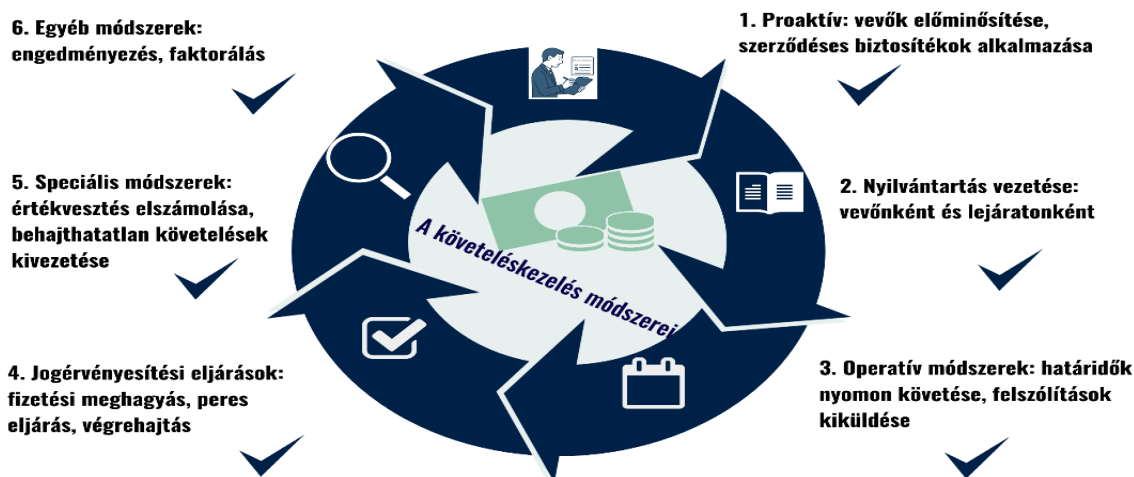 1. Proaktív: vevők előminősítése,
szerződéses biztosítékok alkalmazása
2. Nyilvántartás vezetése:
vevőnként és lejáratonként
3. Operatív módszerek: határidők
nyomon követése, felszólítások
kiküldése
4. Jogérvényesítési eljárások:
fizetési meghagyás, peres
eljárás, végrehajtás
5. Speciális módszerek:
értékvesztés elszámolása,
behajthatatlan követelések
kivezetése
6. Egyéb módszerek:
engedményezés, faktorálás
A követeléskezelés módszerei